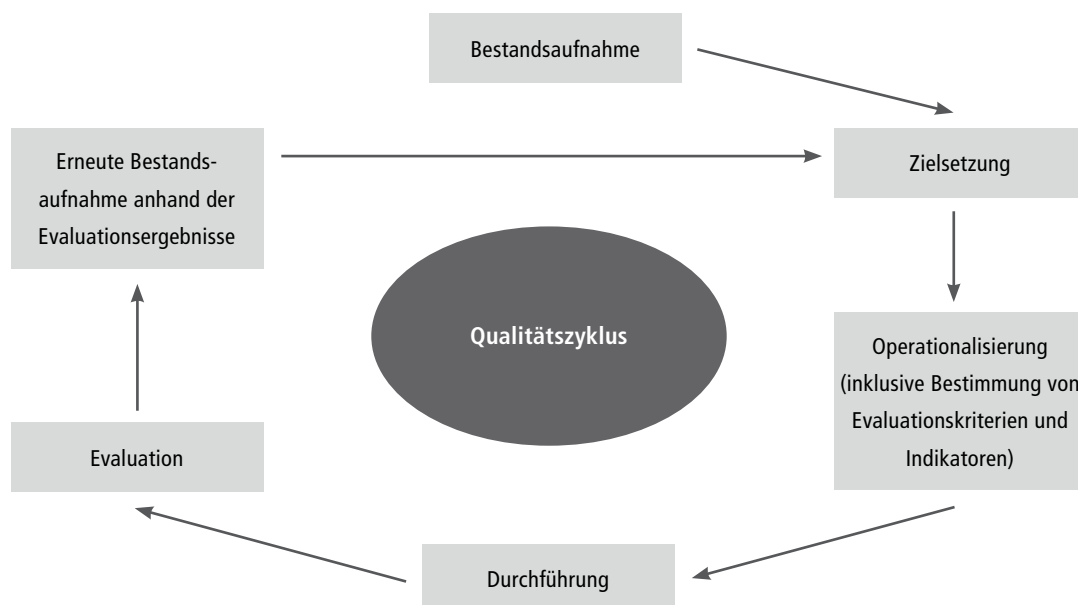 Bestandsaufnahme
Erneute Bestands-
aufnahme anhand der
Evaluationsergebnisse
Zielsetzung
Qualitätszyklus
Operationalisierung
(inklusive Bestimmung von
Evaluationskriterien und
Indikatoren)
Evaluation
Durchführung